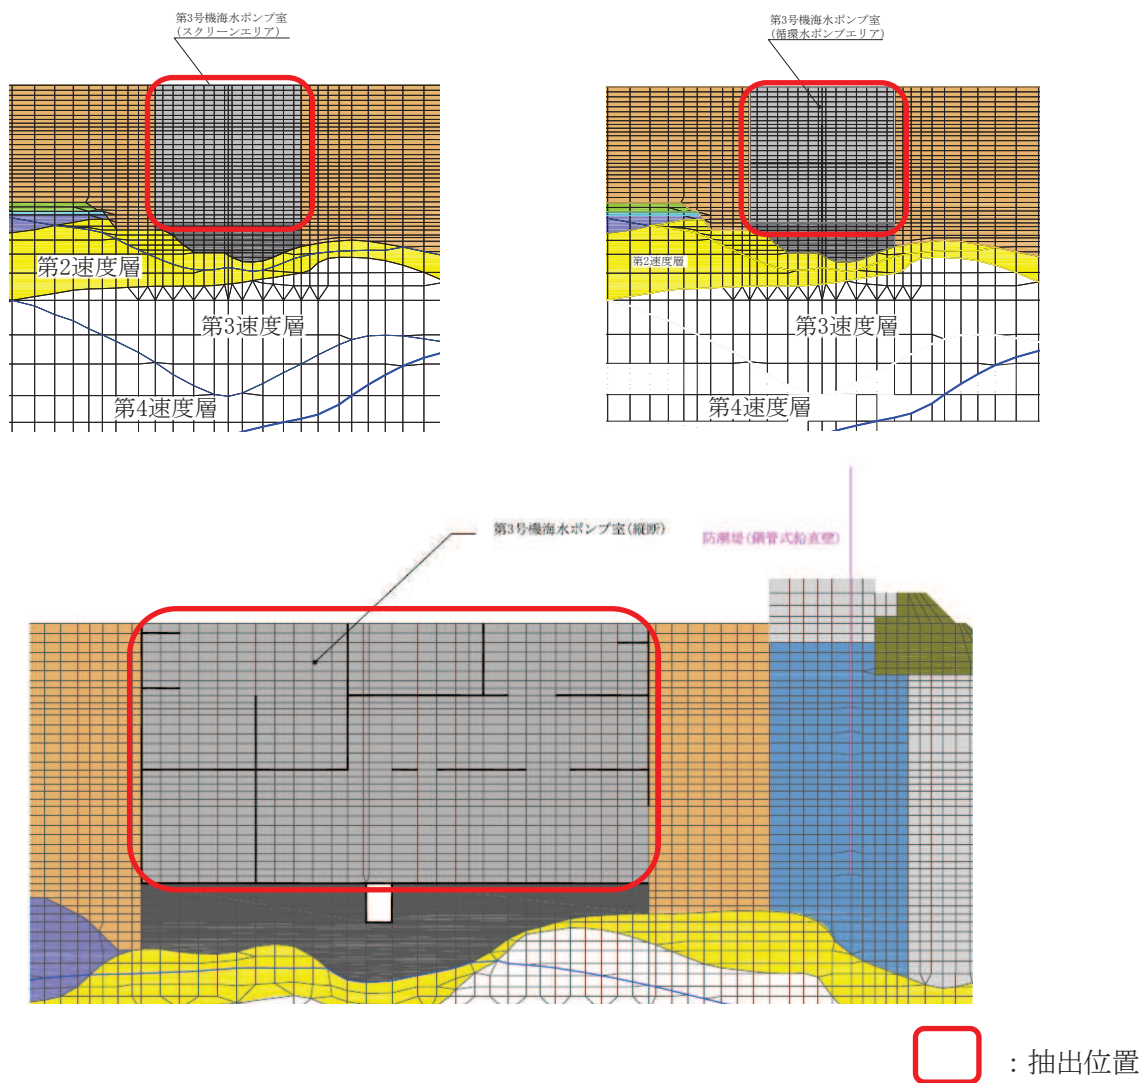 第3号機海水ポンプ室
(スクリーンエリア)
第3号機海水ポンプ室
(循環水ポンプエリア)
第2速度層
第3速度層
第4速度層
第2速度層
第3速度層
第4速度層
第3号機海水ポンプ室(縦断)
防潮堤(鋼管式鉛直壁)
：抽出位置